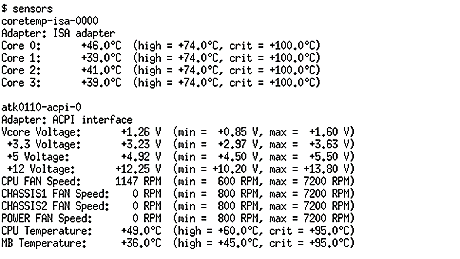 $ sensors
coretemp-isa-0000
Adapter: ISA adapter
Core 0:       +46.0°C  (high = +74.0°C, crit = +100.0°C)
Core 1:       +39.0°C  (high = +74.0°C, crit = +100.0°C)
Core 2:       +41.0°C  (high = +74.0°C, crit = +100.0°C)
Core 3:       +39.0°C  (high = +74.0°C, crit = +100.0°C)

atk0110-acpi-0
Adapter: ACPI interface
Vcore Voltage:      +1.26 V  (min =  +0.85 V, max =  +1.60 V)
 +3.3 Voltage:      +3.23 V  (min =  +2.97 V, max =  +3.63 V)
 +5 Voltage:        +4.92 V  (min =  +4.50 V, max =  +5.50 V)
 +12 Voltage:      +12.25 V  (min = +10.20 V, max = +13.80 V)
CPU FAN Speed:     1147 RPM  (min =  600 RPM, max = 7200 RPM)
CHASSIS1 FAN Speed:   0 RPM  (min =  800 RPM, max = 7200 RPM)
CHASSIS2 FAN Speed:   0 RPM  (min =  800 RPM, max = 7200 RPM)
POWER FAN Speed:      0 RPM  (min =  800 RPM, max = 7200 RPM)
CPU Temperature:    +49.0°C  (high = +60.0°C, crit = +95.0°C)
MB Temperature:     +36.0°C  (high = +45.0°C, crit = +95.0°C)